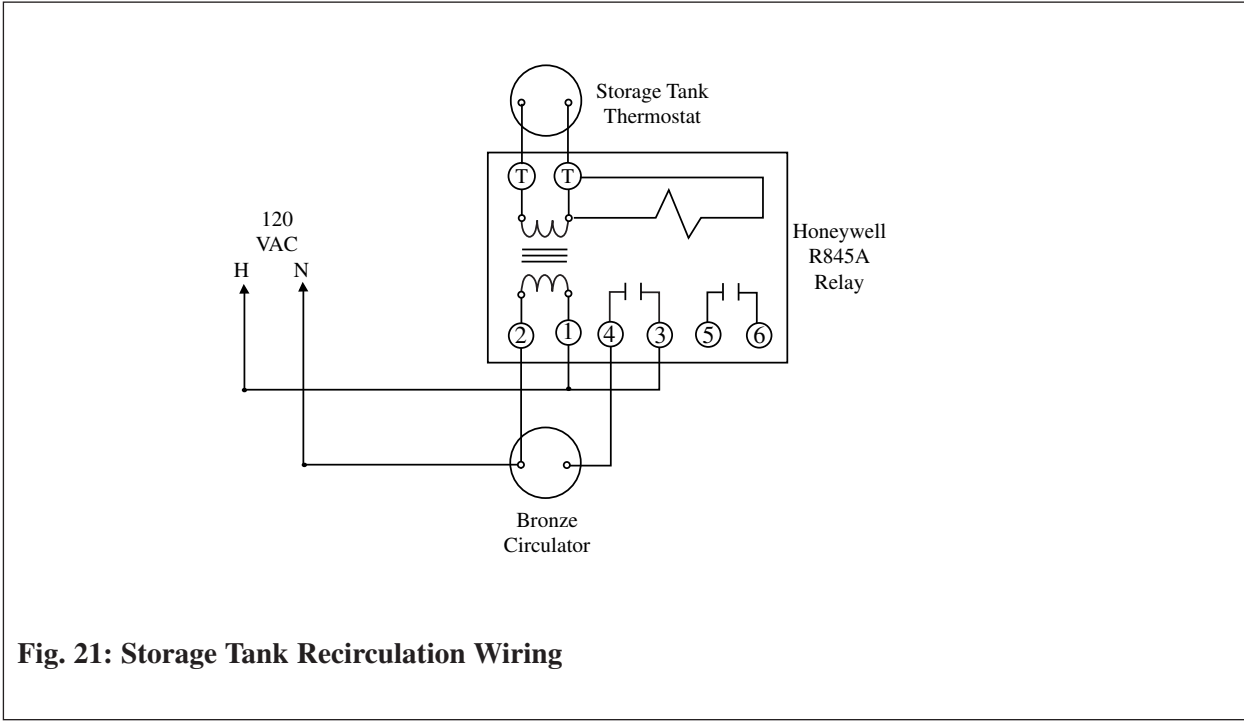 Storage Tank
Thermostat
T T
120
VAC
H N
Honeywell
R845A
Relay
2 1 4 3 5 6
Bronze
Circulator
Fig. 21: Storage Tank Recirculation Wiring